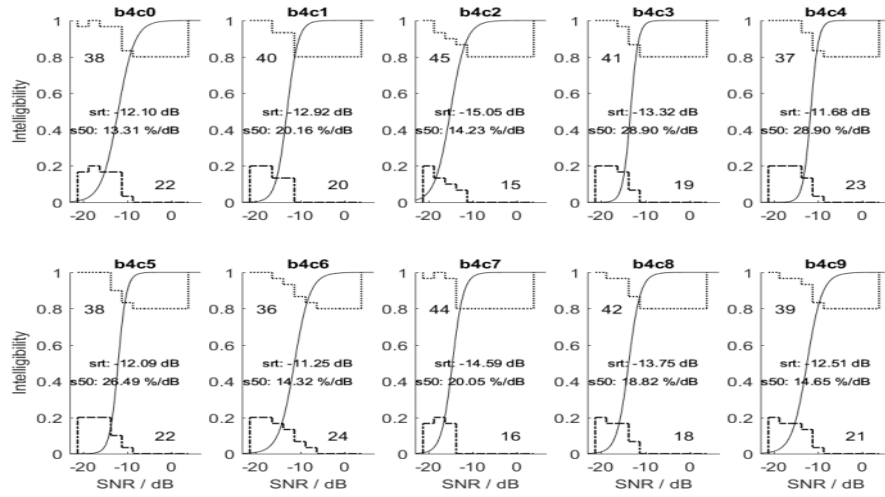 b4c0 b4c1 b4c2 b4c3 b4c4
1 1 1 1 1
0.8 38 0.8 40 0.8 45 0.8 41 0.8 37
Intelligibility
0.6 0.6 0.6 0.6 0.6
srt: -12.10 dB srt: -12.92 dB srt: -15.05 dB srt: -13.32 dB srt: -11.68 dB
0.4 s50: 13.31 %/dB 0.4 s50: 20.16 %/dB 0.4 s50: 14.23 %/dB 0.4 s50: 28.90 %/dB 0.4 s50: 28.90 %/dB
0.2 0.2 0.2 0.2 0.2
22 20 15 19 23
0 0 0 0 0
-20 -10 0 -20 -10 0 -20 -10 0 -20 -10 0 -20 -10 0
b4c5 b4c6 b4c7 b4c8 b4c9
1 1 1 1 1
0.8 38 0.8 36 0.8 44 0.8 42 0.8 39
Intelligibility
0.6 0.6 0.6 0.6 0.6
srt: -12.09 dB srt: -11.25 dB srt: -14.59 dB srt: -13.75 dB srt: -12.51 dB
0.4 s50: 26.49 %/dB 0.4 s50: 14.32 %/dB 0.4 s50: 20.05 %/dB 0.4 s50: 18.82 %/dB 0.4 s50: 14.65 %/dB
0.2 0.2 0.2 0.2 0.2
22 24 16 18 21
0 0 0 0 0
-20 -10 0 -20 -10 0 -20 -10 0 -20 -10 0 -20 -10 0
SNR / dB SNR / dB SNR / dB SNR / dB SNR / dB